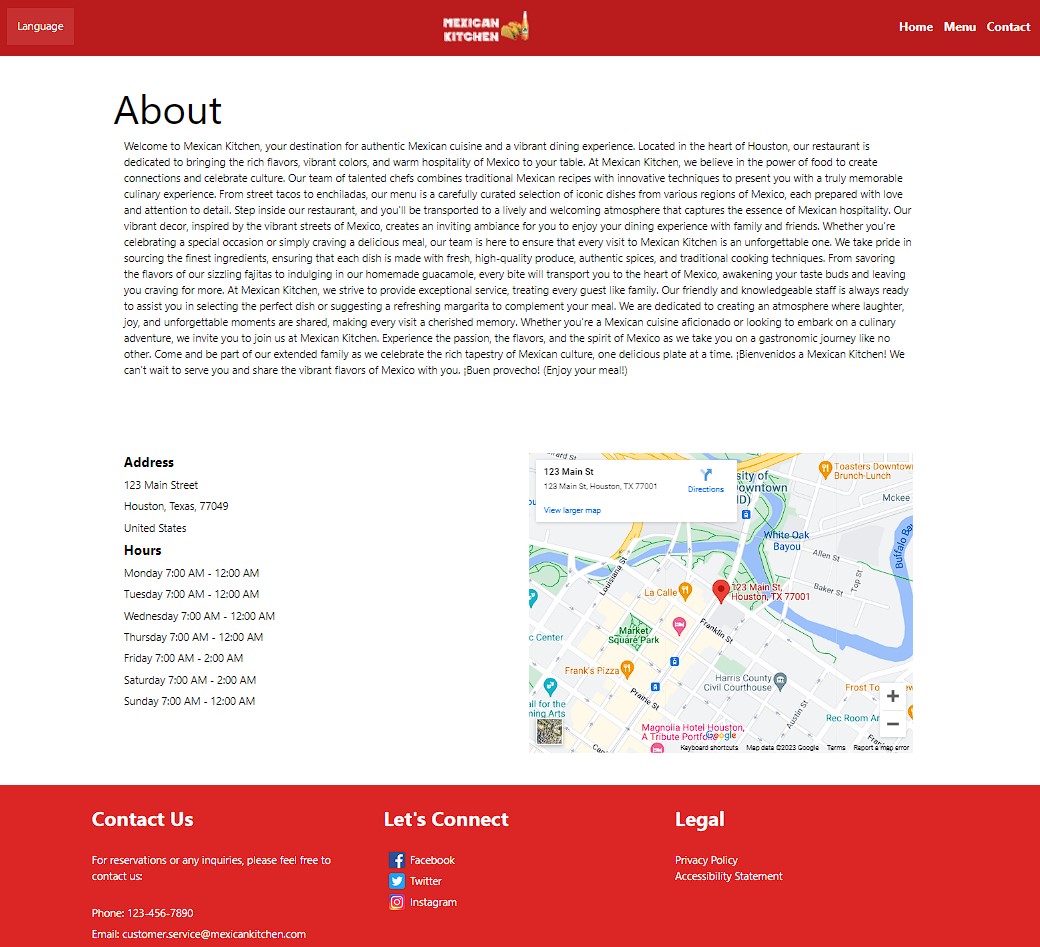 Language
MEXICAN
KITCHEN
Home Menu Contact
About
Welcome to Mexican Kitchen, your destination for authentic Mexican cuisine and a vibrant dining experience. Located in the heart of Houston, our restaurant is
dedicated to bringing the rich flavors, vibrant colors, and warm hospitality of Mexico to your table. At Mexican Kitchen, we believe in the power of food to create
connections and celebrate culture. Our team of talented chefs combines traditional Mexican recipes with innovative techniques to present you with a truly memorable
culinary experience. From street tacos to enchiladas, our menu is a carefully curated selection of iconic dishes from various regions of Mexico, each prepared with love
and attention to detail. Step inside our restaurant, and you'll be transported to a lively and welcoming atmosphere that captures the essence of Mexican hospitality. Our
vibrant decor, inspired by the vibrant streets of Mexico, creates an inviting ambiance for you to enjoy your dining experience with family and friends. Whether you're
celebrating a special occasion or simply craving a delicious meal, our team is here to ensure that every visit to Mexican Kitchen is an unforgettable one. We take pride in
sourcing the finest ingredients, ensuring that each dish is made with fresh, high-quality produce, authentic spices, and traditional cooking techniques. From savoring
the flavors of our sizzling fajitas to indulging in our homemade guacamole, every bite will transport you to the heart of Mexico, awakening your taste buds and leaving
you craving for more. At Mexican Kitchen, we strive to provide exceptional service, treating every guest like family. Our friendly and knowledgeable staff is always ready
to assist you in selecting the perfect dish or suggesting a refreshing margarita to complement your meal. We are dedicated to creating an atmosphere where laughter,
joy, and unforgettable moments are shared, making every visit a cherished memory. Whether you're a Mexican cuisine aficionado or looking to embark on a culinary
adventure, we invite you to join us at Mexican Kitchen. Experience the passion, the flavors, and the spirit of Mexico as we take you on a gastronomic journey like no
other. Come and be part of our extended family as we celebrate the rich tapestry of Mexican culture, one delicious plate at a time. ¡Bienvenidos a Mexican Kitchen! We
can't wait to serve you and share the vibrant flavors of Mexico with you. ¡Buen provecho! (Enjoy your meal!)
Address
123 Main Street
Houston, Texas, 77049
United States
Hours
Monday 7:00 AM - 12:00 AM
Tuesday 7:00 AM - 12:00 AM
Wednesday 7:00 AM - 12:00 AM
Thursday 7:00 AM - 12:00 AM
Friday 7:00 AM - 2:00 AM
Saturday 7:00 AM - 2:00 AM
Sunday 7:00 AM - 12:00 AM
123 Main St
123 Main St, Houston, TX 77001
Directions
View larger map
sity of
Downtown
Toasters Downtown
Brunch-Lunch
Mckee
White Oak
Bayou
Buffalo Ba
Allen St
Baker St
Top St
Louisiana St
La Calle
123 Main St,
Houston, TX 77001
Market
Square Park
Franklin St
c Center
Frank's Pizza
Harris County
Civil Courthouse
Prairie St
Austin St
Frost To
all for the
ning Arts
Rec Room Ar
Magnolia Hotel Houston,
A Tribute Portfolio
Google
Keyboard shortcuts Map data ©2023 Google Terms Report a map error
Contact Us
For reservations or any inquiries, please feel free to
contact us:
Phone: 123-456-7890
Email: customer.service@mexicankitchen.com
Let's Connect
Facebook
Twitter
Instagram
Legal
Privacy Policy
Accessibility Statement